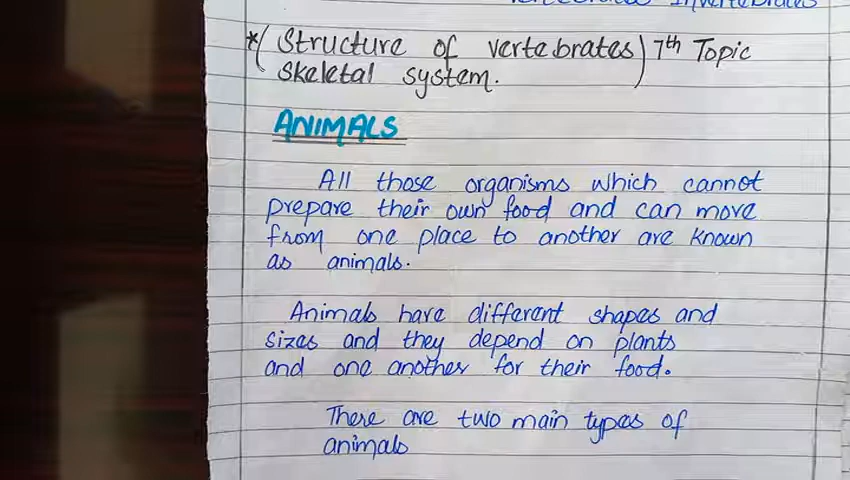 Vertebrates Invertebrates
*(Structure of vertebrates) 7th Topic
skeletal system.
ANIMALS
All those organisms which cannot
prepare their own food and can move
from one place to another are known
as animals.
Animals have different shapes and
sizes and they depend on plants
and one another for their food.
There are two main types of
animals